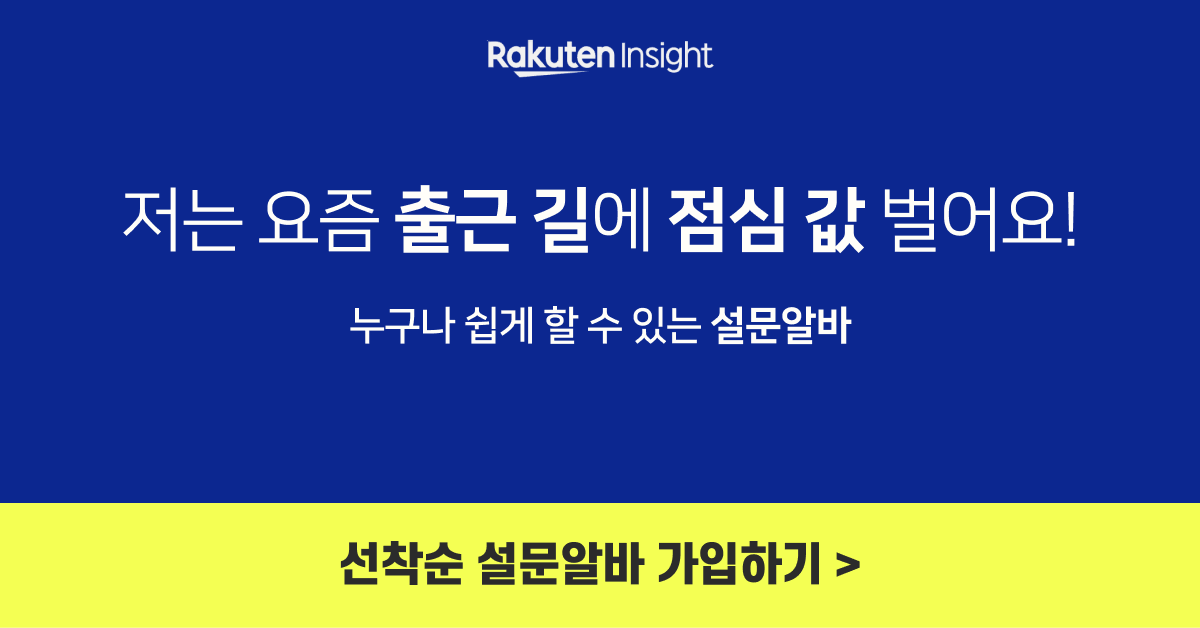 Rakuten Insight
저는 요즘 출근 길에 점심 값 벌어요!
누구나 쉽게 할 수 있는 설문알바
선착순 설문알바 가입하기 >